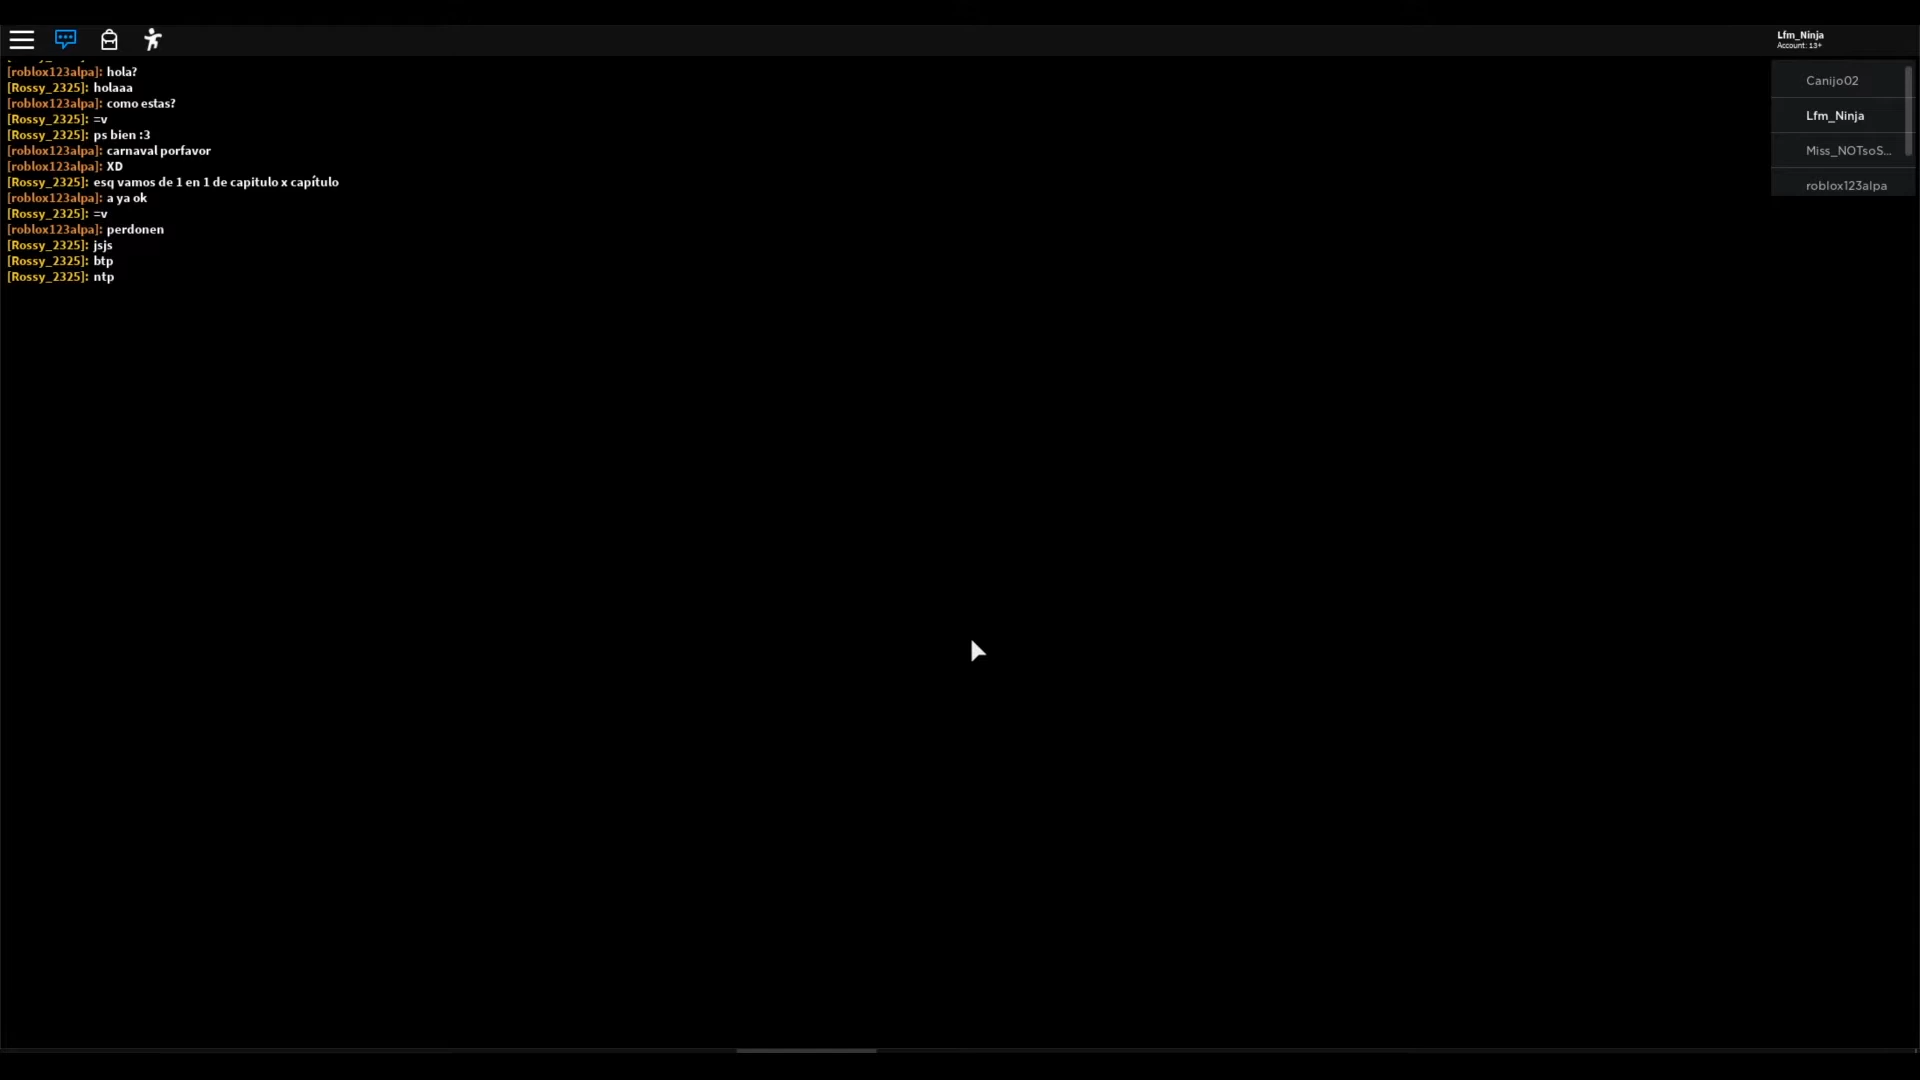 Lfm_Ninja
Account: 13+
[roblox123alpa]: hola?
[Rossy_2325]: holaaa
[roblox123alpa]: como estas?
[Rossy_2325]: =v
[Rossy_2325]: ps bien :3
[roblox123alpa]: carnaval porfavor
[roblox123alpa]: XD
[Rossy_2325]: esq vamos de 1 en 1 de capitulo x capítulo
[roblox123alpa]: a ya ok
[Rossy_2325]: =v
[roblox123alpa]: perdonen
[Rossy_2325]: jsjs
[Rossy_2325]: btp
[Rossy_2325]: ntp
Canijo02
Lfm_Ninja
Miss_NOTsoS...
roblox123alpa